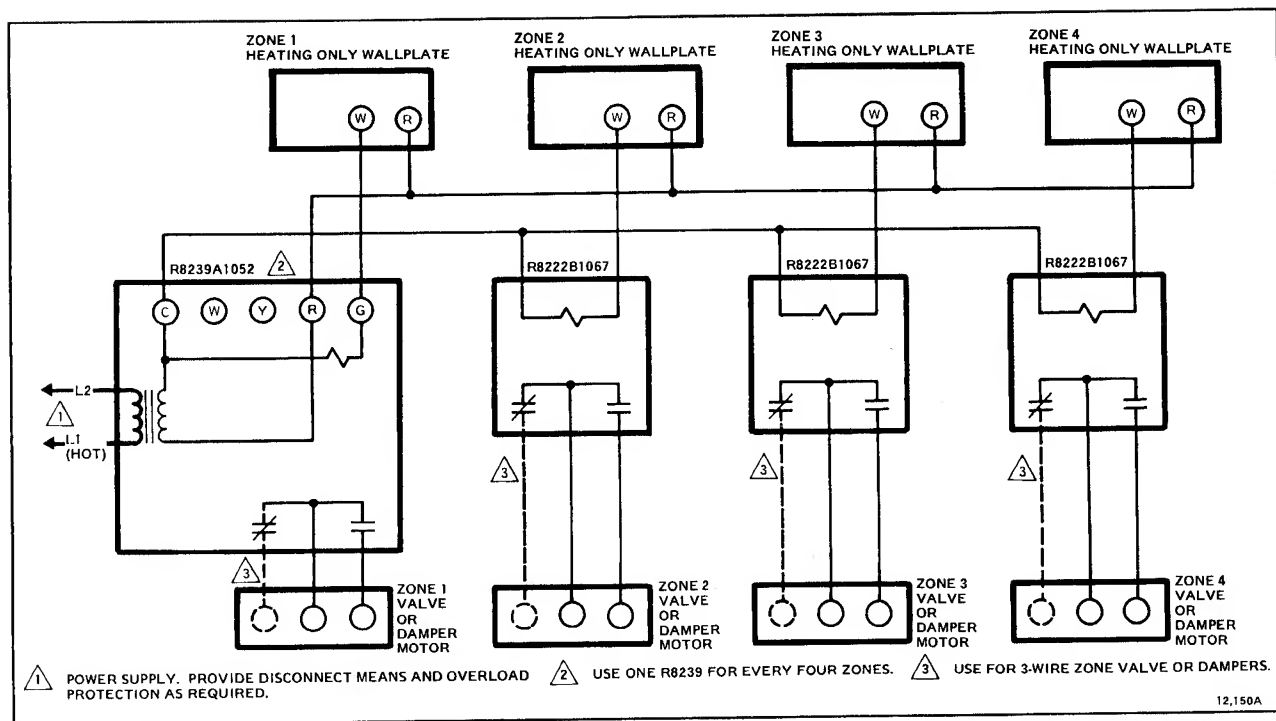 ZONE 1
HEATING ONLY WALLPLATE
ZONE 2
HEATING ONLY WALLPLATE
ZONE 3
HEATING ONLY WALLPLATE
ZONE 4
HEATING ONLY WALLPLATE
W R
W R
W R
W R
R8239A1052 2
R8222B1067
R8222B1067
R8222B1067
C W Y R G
L2
1
L1
(HOT)
3
3
3
3
ZONE 1
VALVE
OR
DAMPER
MOTOR
ZONE 2
VALVE
OR
DAMPER
MOTOR
ZONE 3
VALVE
OR
DAMPER
MOTOR
ZONE 4
VALVE
OR
DAMPER
MOTOR
1 POWER SUPPLY. PROVIDE DISCONNECT MEANS AND OVERLOAD
PROTECTION AS REQUIRED.
2 USE ONE R8239 FOR EVERY FOUR ZONES.
3 USE FOR 3-WIRE ZONE VALVE OR DAMPERS.
12,150A